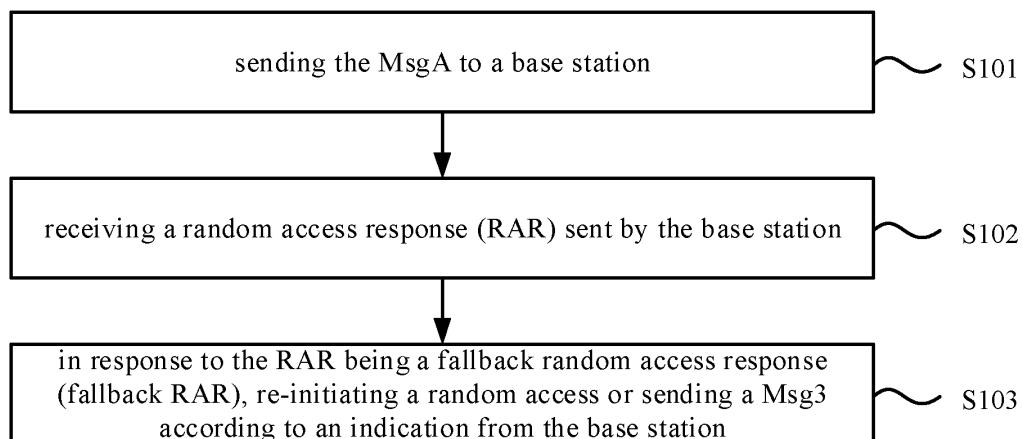 sending the MsgA to a base station
S101
receiving a random access response (RAR) sent by the base station
S102
in response to the RAR being a fallback random access response
(fallback RAR), re-initiating a random access or sending a Msg3
according to an indication from the base station
S103